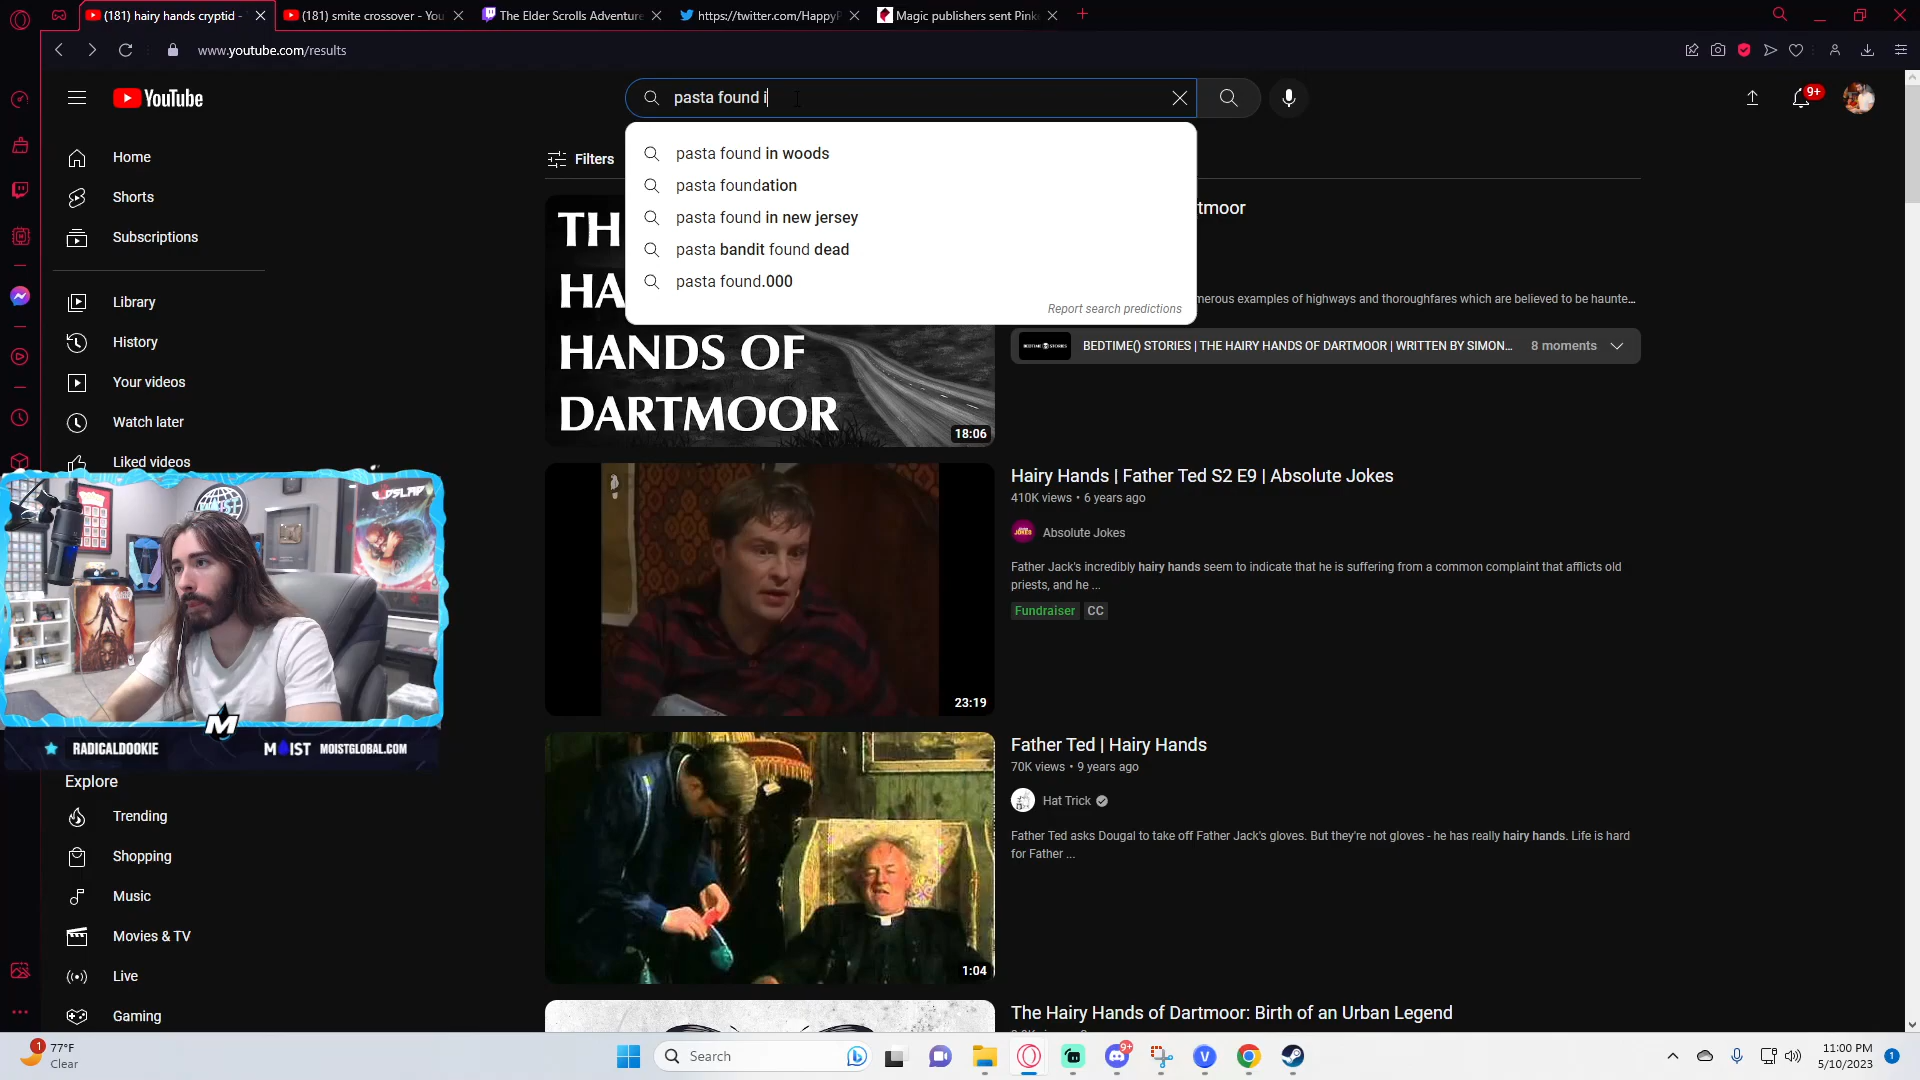 (181) hairy hands cryptid -
(181) smite crossover - You
The Elder Scrolls Adventure
https://twitter.com/HappyP
Magic publishers sent Pinke
www.youtube.com/results
YouTube
pasta found i
9+
Home
Shorts
Subscriptions
Library
History
Your videos
Watch later
Liked videos
Filters
pasta found in woods
pasta foundation
pasta found in new jersey
pasta bandit found dead
pasta found.000
Report search predictions
TH
HA
HANDS OF
DARTMOOR
18:06
tmoor
merous examples of highways and thoroughfares which are believed to be haunte...
BEDTIME() STORIES | THE HAIRY HANDS OF DARTMOOR | WRITTEN BY SIMON...
8 moments
23:19
Hairy Hands | Father Ted S2 E9 | Absolute Jokes
410K views • 6 years ago
Absolute Jokes
Father Jack's incredibly hairy hands seem to indicate that he is suffering from a common complaint that afflicts old
priests, and he ...
Fundraiser
CC
RADICALDOOKIE
M
MOIST
MOISTGLOBAL.COM
Explore
Trending
Shopping
Music
Movies & TV
Live
Gaming
1:04
Father Ted | Hairy Hands
70K views • 9 years ago
Hat Trick
Father Ted asks Dougal to take off Father Jack's gloves. But they're not gloves - he has really hairy hands. Life is hard
for Father ...
The Hairy Hands of Dartmoor: Birth of an Urban Legend
1
77°F
Clear
Search
9+
11:00 PM
5/10/2023
1